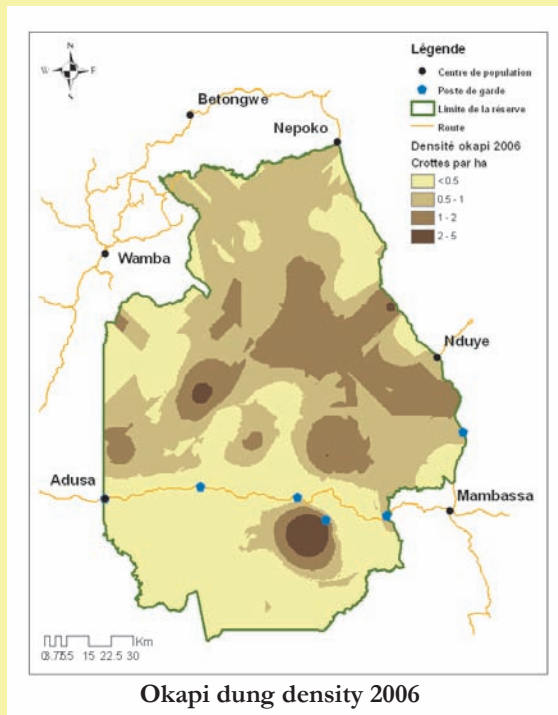 N
W
Légende
Centre de population
Poste de garde
Limite de la réserve
Route
Densité okapi 2006
Crottes par ha
<0.5
0.5 - 1
1 - 2
2 - 5
Betongwe
Nepoko
Wamba
Nduye
Adusa
Mambassa
15 22.5 30 Km
Okapi dung density 2006